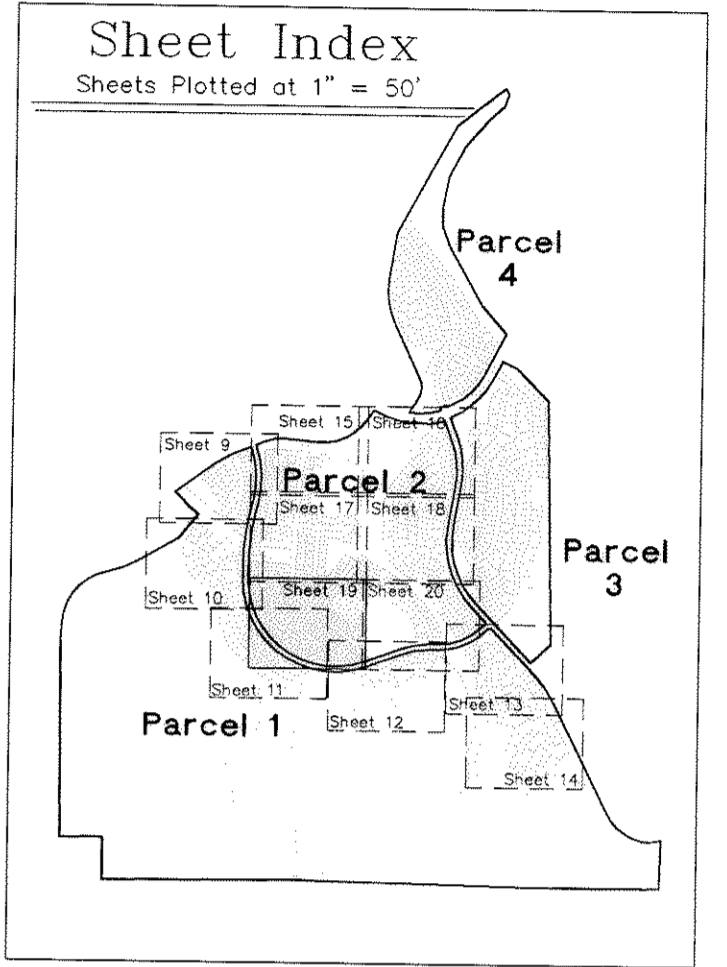 Sheet Index
Sheets Plotted at 1" = 50'
Parcel
4
Sheet 15
Sheet 16
Sheet 9
Parcel 2
Sheet 17
Sheet 18
Parcel
3
Sheet 10
Sheet 19
Sheet 20
Sheet 11
Sheet 13
Parcel 1
Sheet 12
Sheet 14